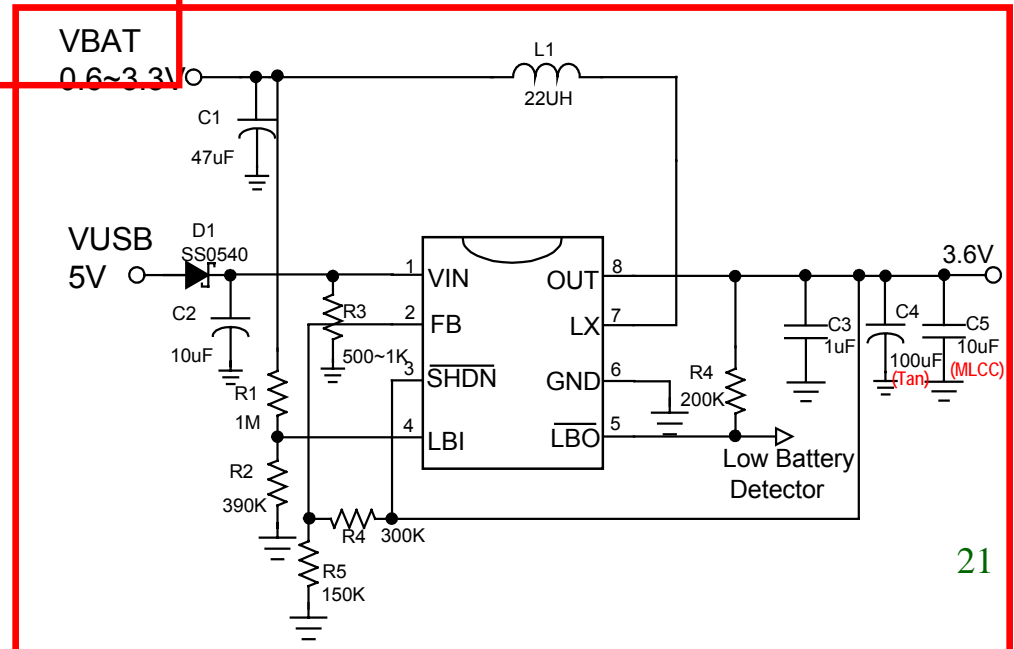 VBAT
0.6~3.3V
L1
22UH
C1
47uF
VUSB
5V
D1
SS0540
C2
10uF
R3
500~1K
1
VIN
2
FB
3
SHDN
4
LBI
OUT
8
LX
7
GND
6
LBO
5
3.6V
C3
1uF
C4
100uF
(Tan)
C5
10uF
(MLCC)
R4
200K
Low Battery
Detector
R1
1M
R2
390K
R4
300K
R5
150K
21